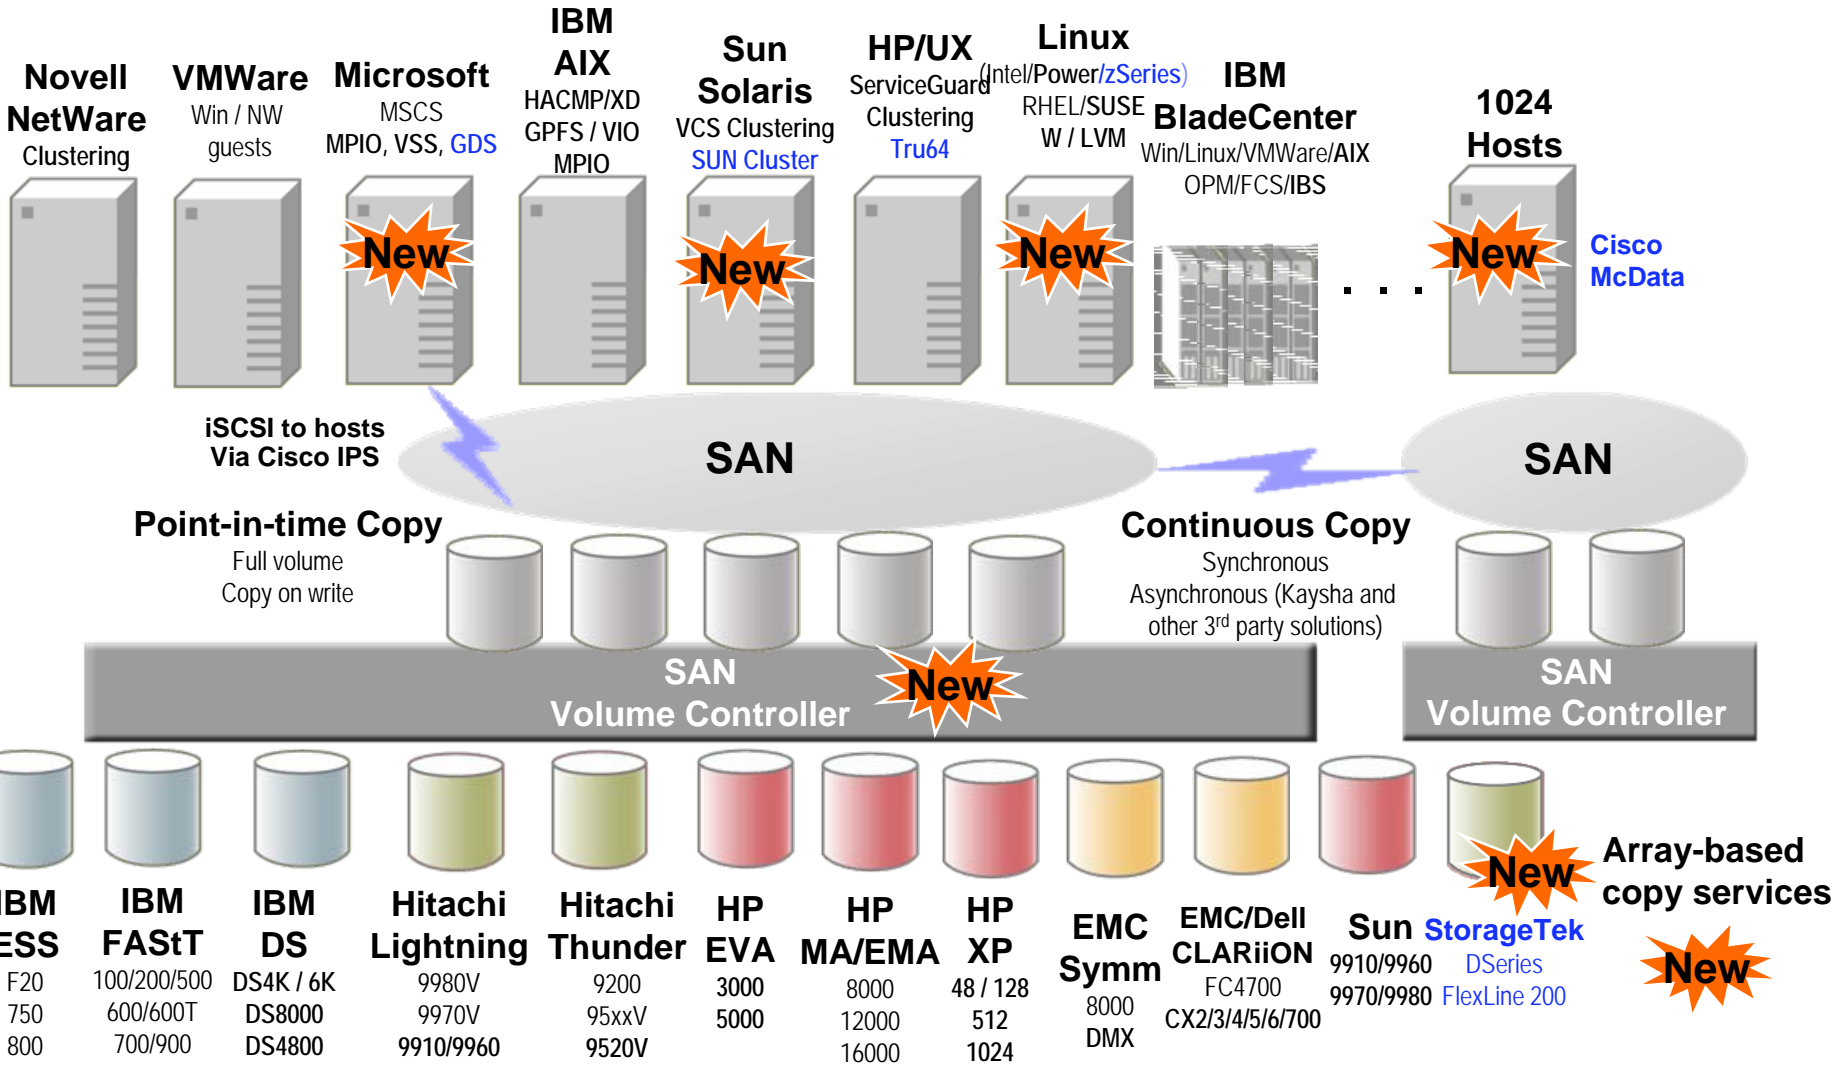 Novell
NetWare
Clustering
VMWare
Win / NW
guests
Microsoft
MSCS
MPIO, VSS, GDS
IBM
AIX
HACMP/XD
GPFS / VIO
MPIO
Sun
Solaris
VCS Clustering
SUN Cluster
HP/UX
ServiceGuard
Clustering
Tru64
Linux
(Intel/Power/zSeries)
RHEL/SUSE
W / LVM
IBM
BladeCenter
Win/Linux/VMWare/AIX
OPM/FCS/IBS
1024
Hosts
New
New
New
New
Cisco
McData
. . .
iSCSI to hosts
Via Cisco IPS
SAN
SAN
Point-in-time Copy
Full volume
Copy on write
Continuous Copy
Synchronous
Asynchronous (Kaysha and
other 3rd party solutions)
SAN
Volume Controller
New
SAN
Volume Controller
New
Array-based
copy services
New
IBM
ESS
F20
750
800
IBM
FAStT
100/200/500
600/600T
700/900
IBM
DS
DS4K / 6K
DS8000
DS4800
Hitachi
Lightning
9980V
9970V
9910/9960
Hitachi
Thunder
9200
95xxV
9520V
HP
EVA
3000
5000
HP
MA/EMA
8000
12000
16000
HP
XP
48 / 128
512
1024
EMC
Symm
8000
DMX
EMC/Dell
CLARiiON
FC4700
CX2/3/4/5/6/700
Sun
9910/9960
9970/9980
StorageTek
DSeries
FlexLine 200